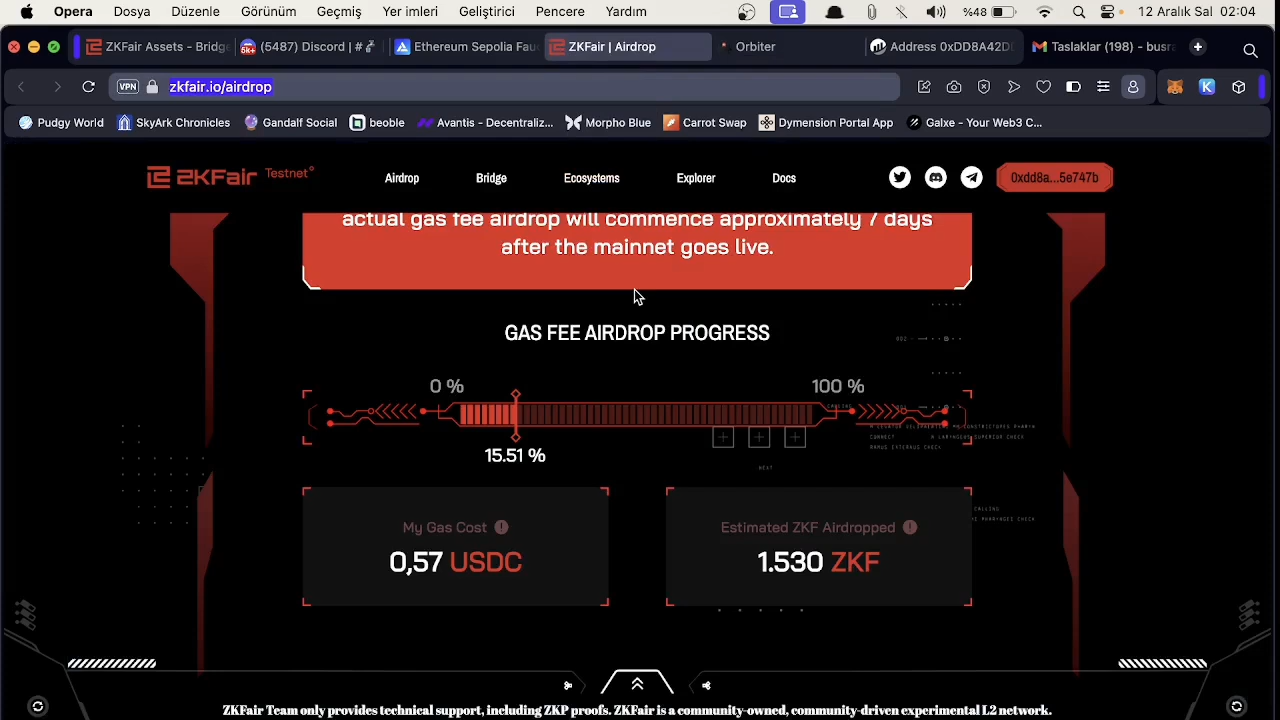 Opera Dosya Düzenle Görünüm Geçmiş Yer imleri Geliştirici Pencere Yardım %48 12 Aralık Sal 02:04
ZKFair Assets - Bridge (5487) Discord | # Ethereum Sepolia Fau ZKFair | Airdrop Orbiter Address 0xDD8A42D Taslaklar (198) - busra
VPN zkfair.io/airdrop
Pudgy World SkyArk Chronicles Gandalf Social beoble Avantis - Decentraliz... Morpho Blue Carrot Swap Dymension Portal App Galxe - Your Web3 C...
ZKFair Testnet Airdrop Bridge Ecosystems Explorer Docs 0xdd8a...5e747b
actual gas fee airdrop will commence approximately 7 days
after the mainnet goes live.
GAS FEE AIRDROP PROGRESS
0 % 100 %
15.51 %
My Gas Cost Estimated ZKF Airdropped
0,57 USDC 1.530 ZKF
ZKFair Team only provides technical support, including ZKP proofs. ZKFair is a community-owned, community-driven experimental L2 network.